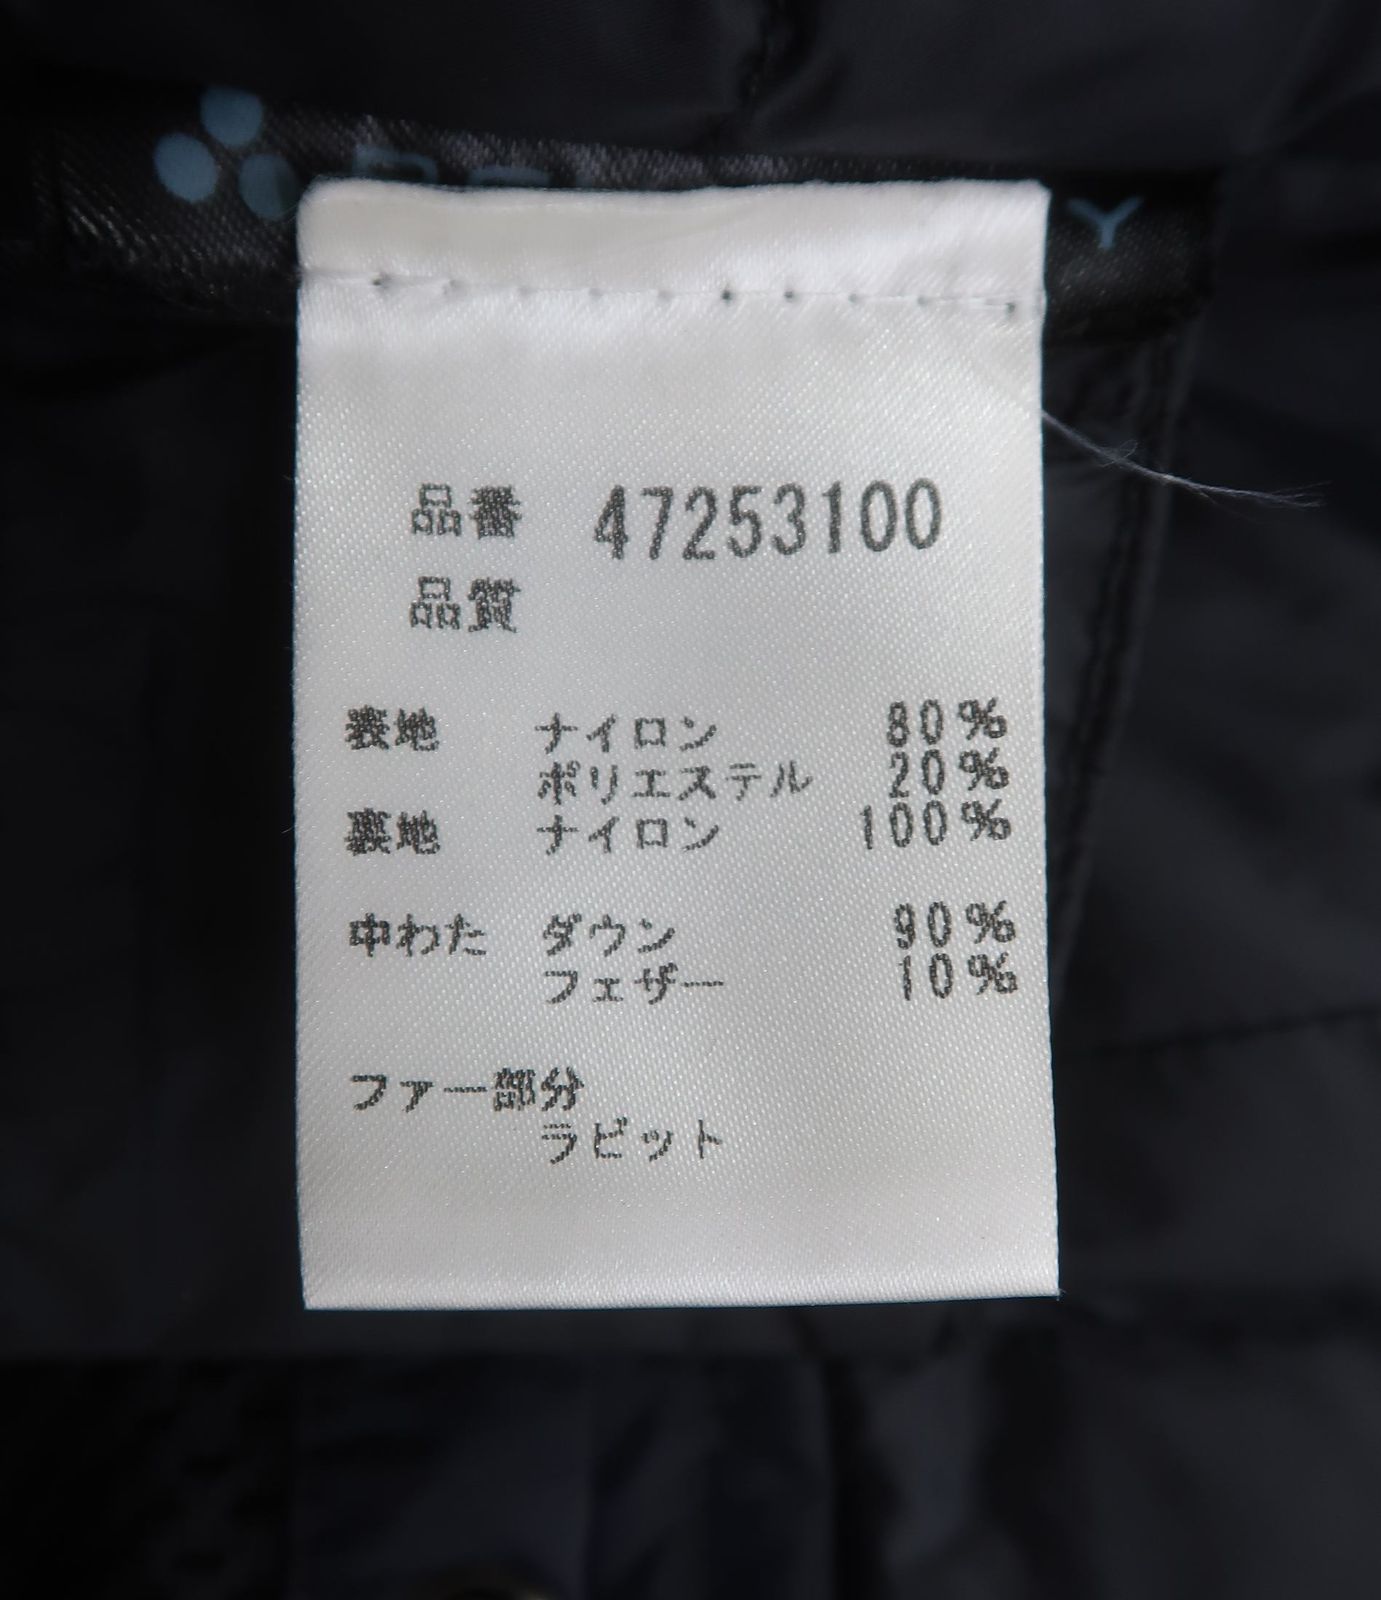 Y
品番 47253100
品質
表地 ナイロン 80%
ポリエステル 20%
裏地 ナイロン 100%
中わた ダウン 90%
フェザー 10%
ファー部分
ラビット